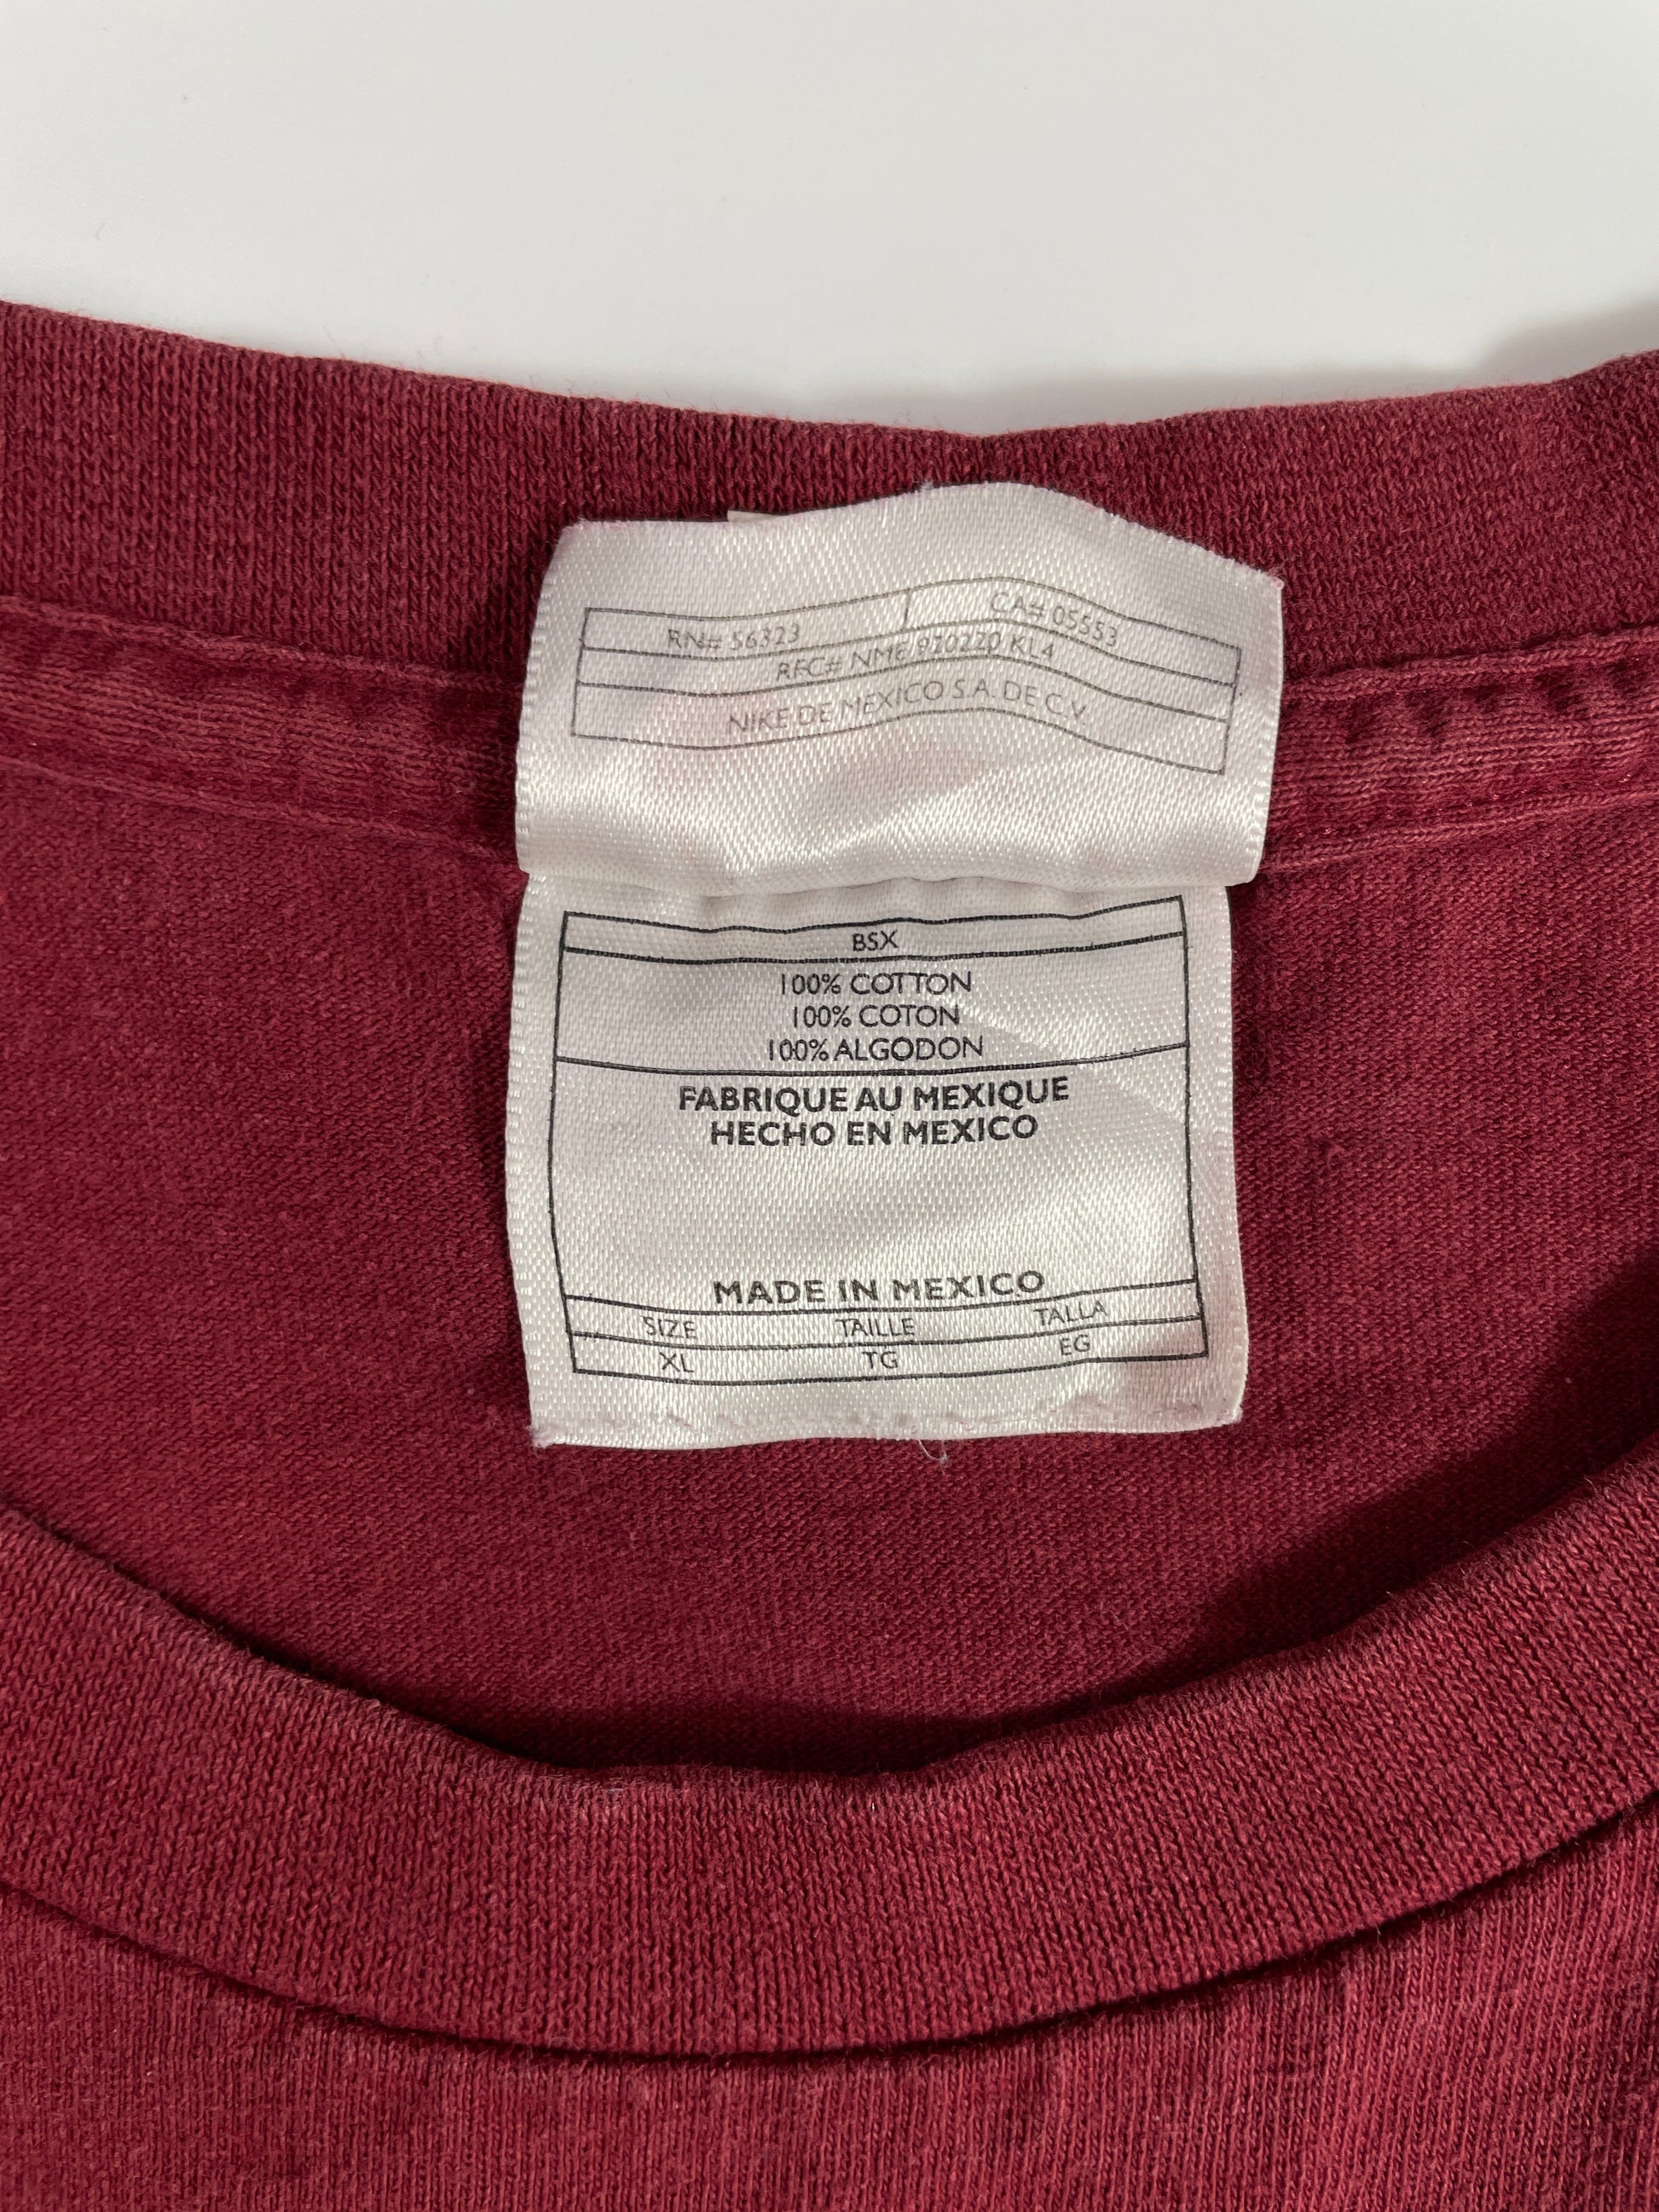 RN# 56323 CA# 05553
RFC# NME 970220 KL4
NIKE DE MEXICO S.A. DE C.V.
BSX
100% COTTON
100% COTON
100% ALGODON
FABRIQUE AU MEXIQUE
HECHO EN MEXICO
MADE IN MEXICO
SIZE TAILLE TALLA
XL TG EG